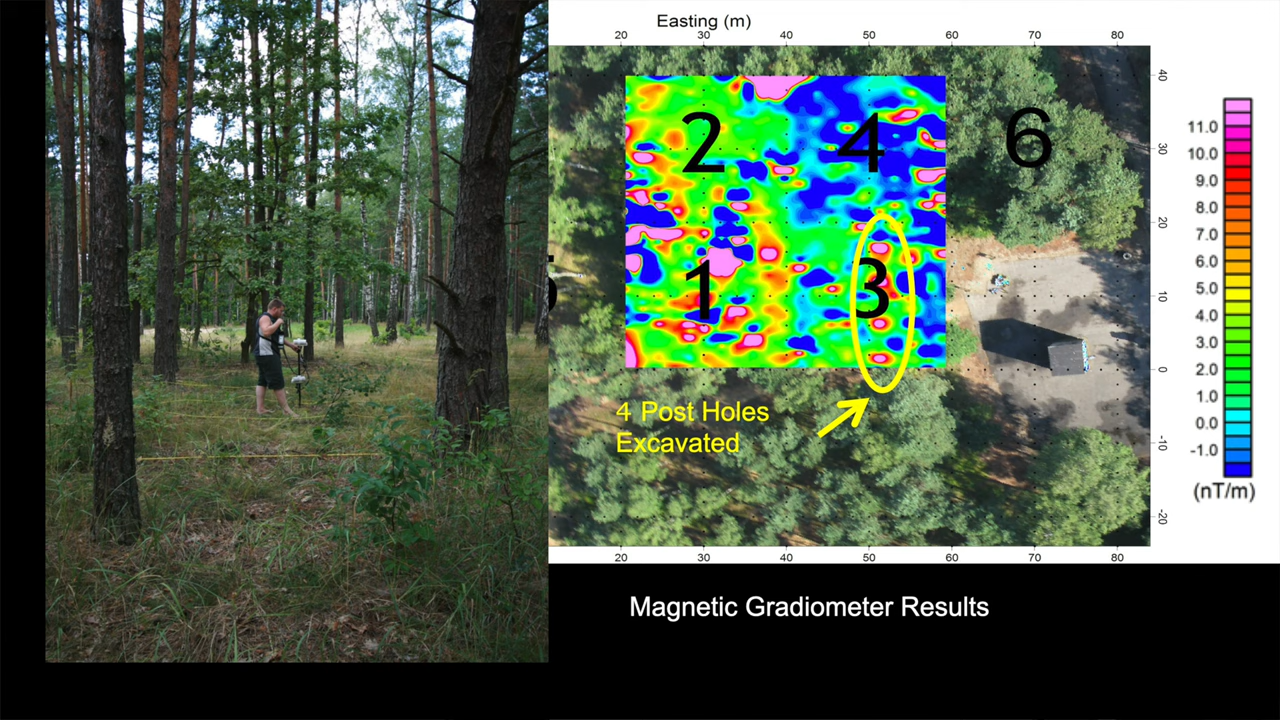 Easting (m)
20 30 40 50 60 70 80
40
30
20
10
0
-10
-20
2 4 6
1 3
4 Post Holes
Excavated
20 30 40 50 60 70 80
11.0
10.0
9.0
8.0
7.0
6.0
5.0
4.0
3.0
2.0
1.0
0.0
-1.0
(nT/m)
Magnetic Gradiometer Results